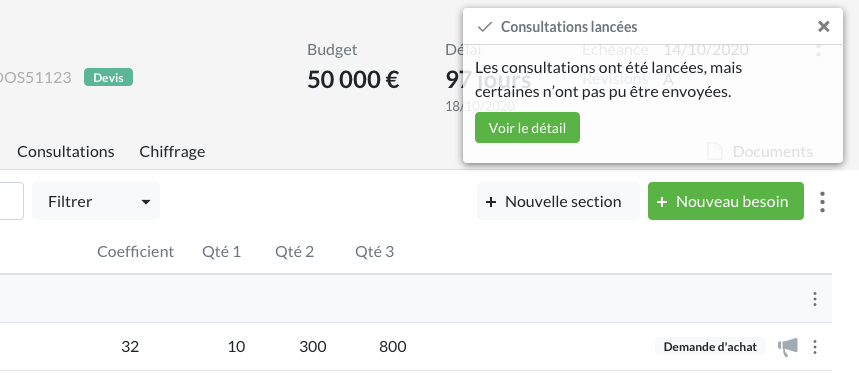 Consultations lancées
Budget
Délai
Echéance
14/10/2020
OOS51123
Devis
50 000 €
97 jours
Révisions
A
18/10/2020
Les consultations ont été lancées, mais
certaines n'ont pas pu être envoyées.
Voir le détail
Consultations
Chiffrage
Documents
Filtrer
+ Nouvelle section
+ Nouveau besoin
Coefficient
Qté 1
Qté 2
Qté 3
32
10
300
800
Demande d'achat